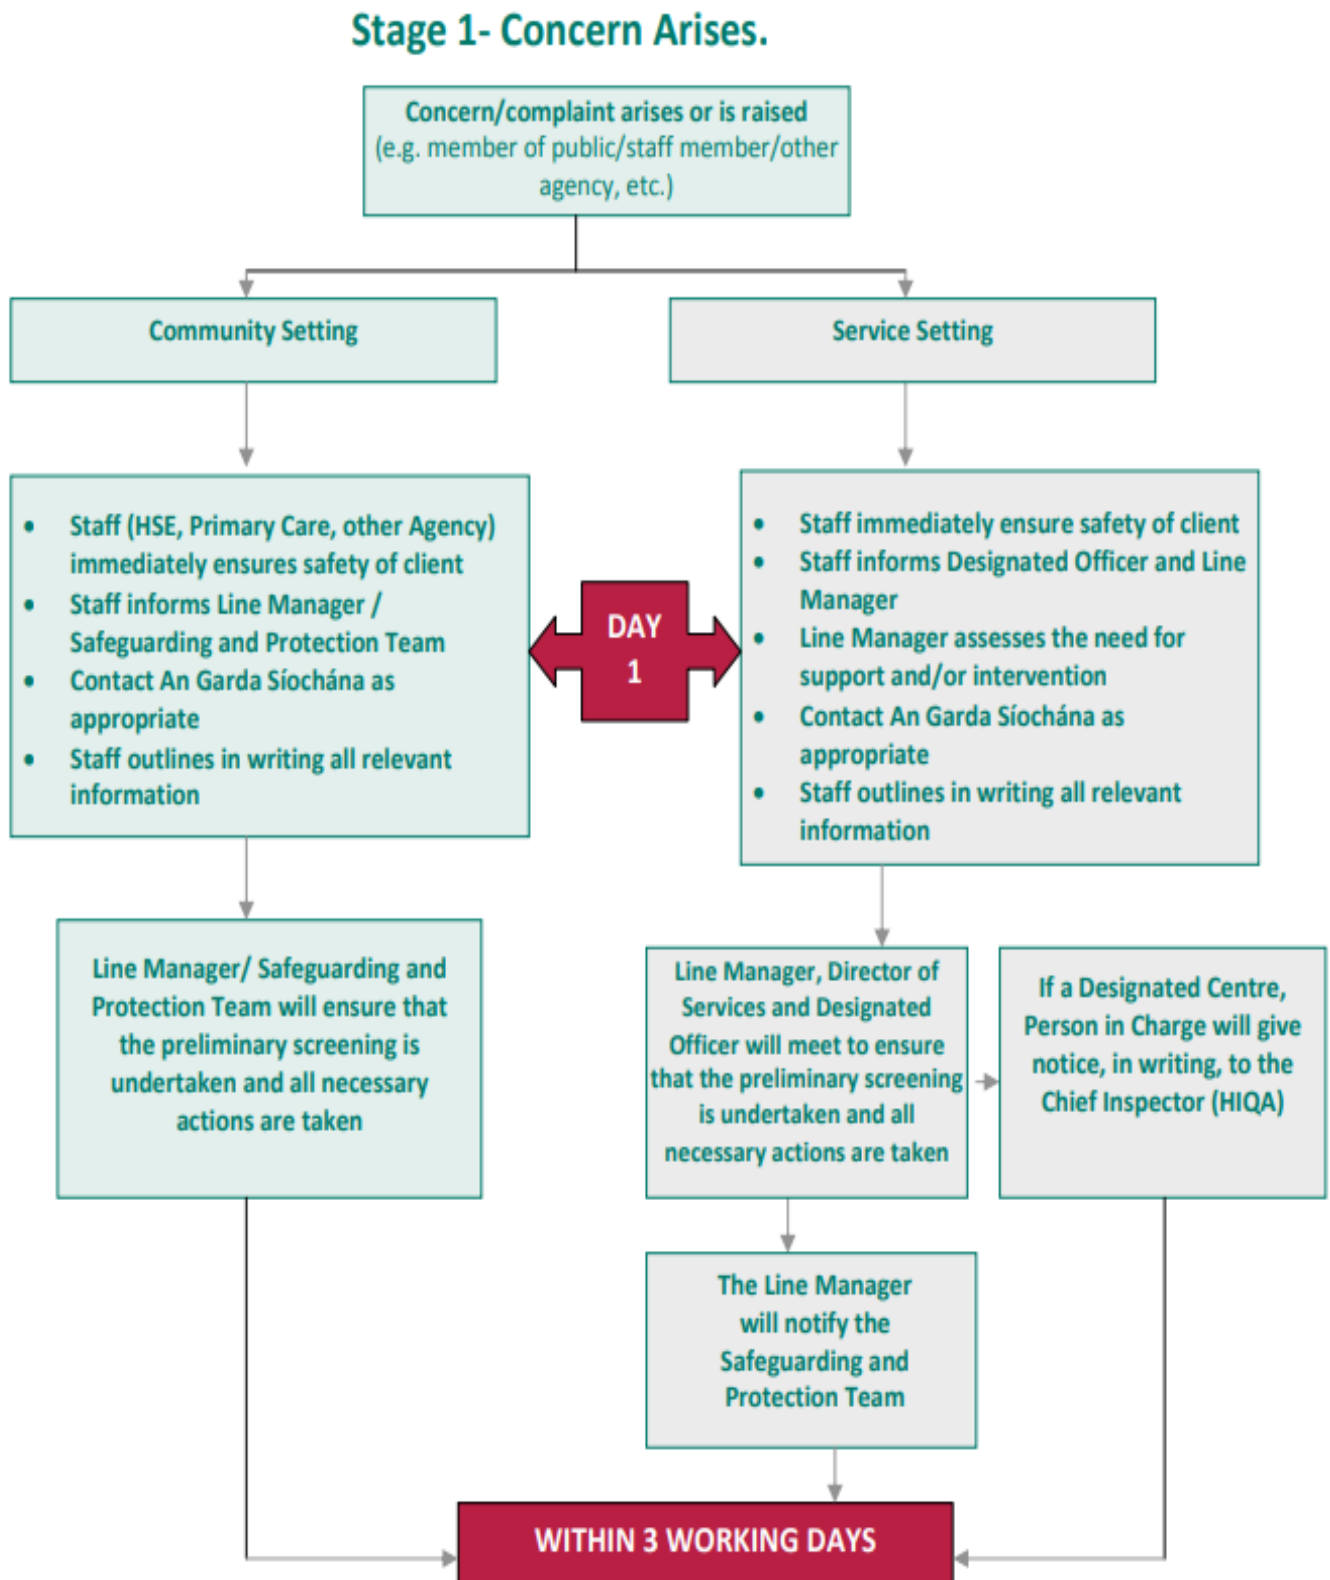 Stage 1- Concern Arises.
Concern/complaint arises or is raised
(e.g. member of public/staff member/other
agency, etc.)
Community Setting
Service Setting
• Staff (HSE, Primary Care, other Agency)
immediately ensures safety of client
• Staff informs Line Manager /
Safeguarding and Protection Team
• Contact An Garda Síochána as
appropriate
• Staff outlines in writing all relevant
information
DAY
1
• Staff immediately ensure safety of client
• Staff informs Designated Officer and Line
Manager
• Line Manager assesses the need for
support and/or intervention
• Contact An Garda Síochána as
appropriate
• Staff outlines in writing all relevant
information
Line Manager/ Safeguarding and
Protection Team will ensure that
the preliminary screening is
undertaken and all necessary
actions are taken
Line Manager, Director of
Services and Designated
Officer will meet to ensure
that the preliminary screening
is undertaken and all
necessary actions are taken
If a Designated Centre,
Person in Charge will give
notice, in writing, to the
Chief Inspector (HIQA)
The Line Manager
will notify the
Safeguarding and
Protection Team
WITHIN 3 WORKING DAYS